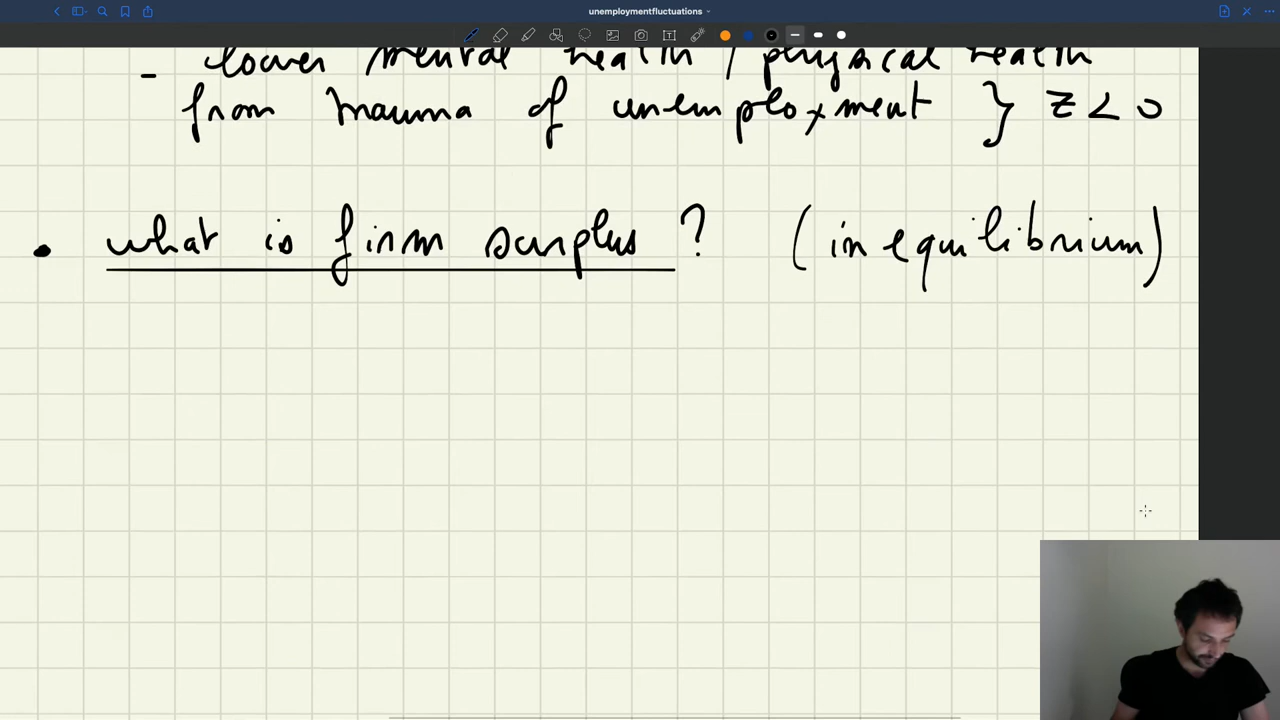 unemploymentfluctuations
- lower mental health / physical health
from trauma of unemployment } z < 0
• what is firm surplus ? (in equilibrium)